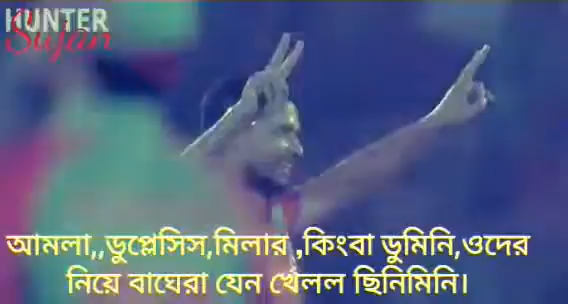 HUNTER
Sujan
আমলা,,ডুপ্লেসিস,মিলার ,কিংবা ডুমিনি,ওদের
নিয়ে বাঘেরা যেন খেলল ছিনিমিনি।